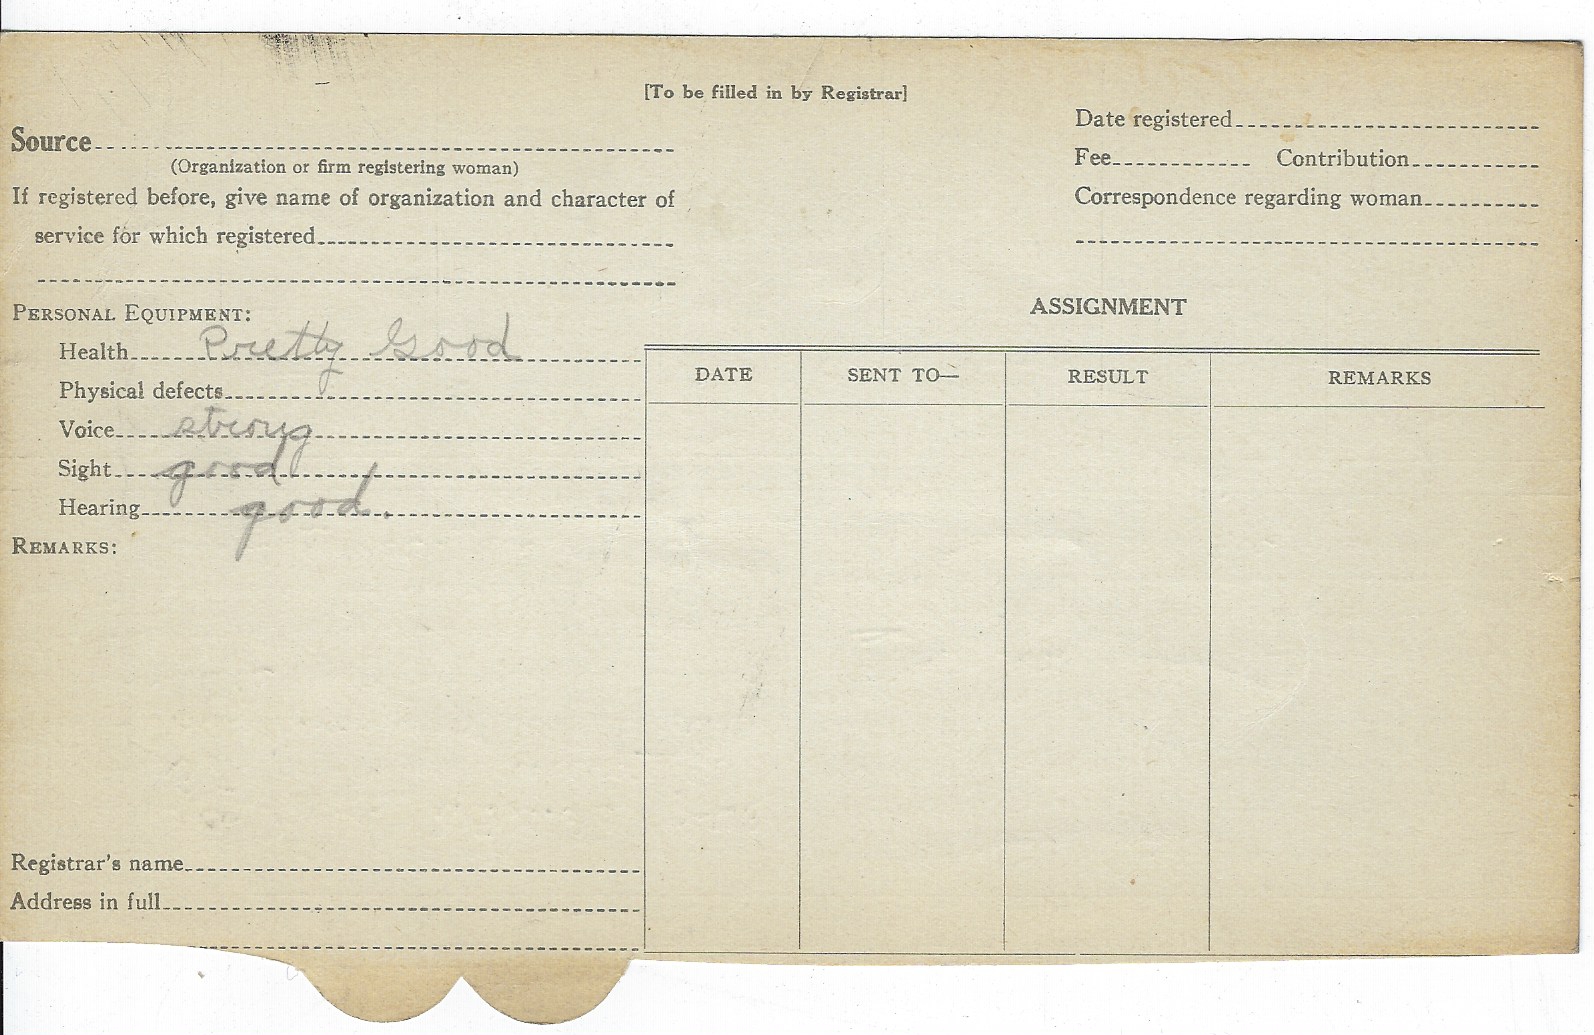 [To be filled in by Registrar]
Source
(Organization or firm registering woman)
If registered before, give name of organization and character of
service for which registered
Date registered
Fee Contribution
Correspondence regarding woman
PERSONAL EQUIPMENT:
Health Pretty Good
Physical defects
Voice strong
Sight good
Hearing good.
REMARKS:
Registrar's name
Address in full
ASSIGNMENT
DATE SENT TO— RESULT REMARKS